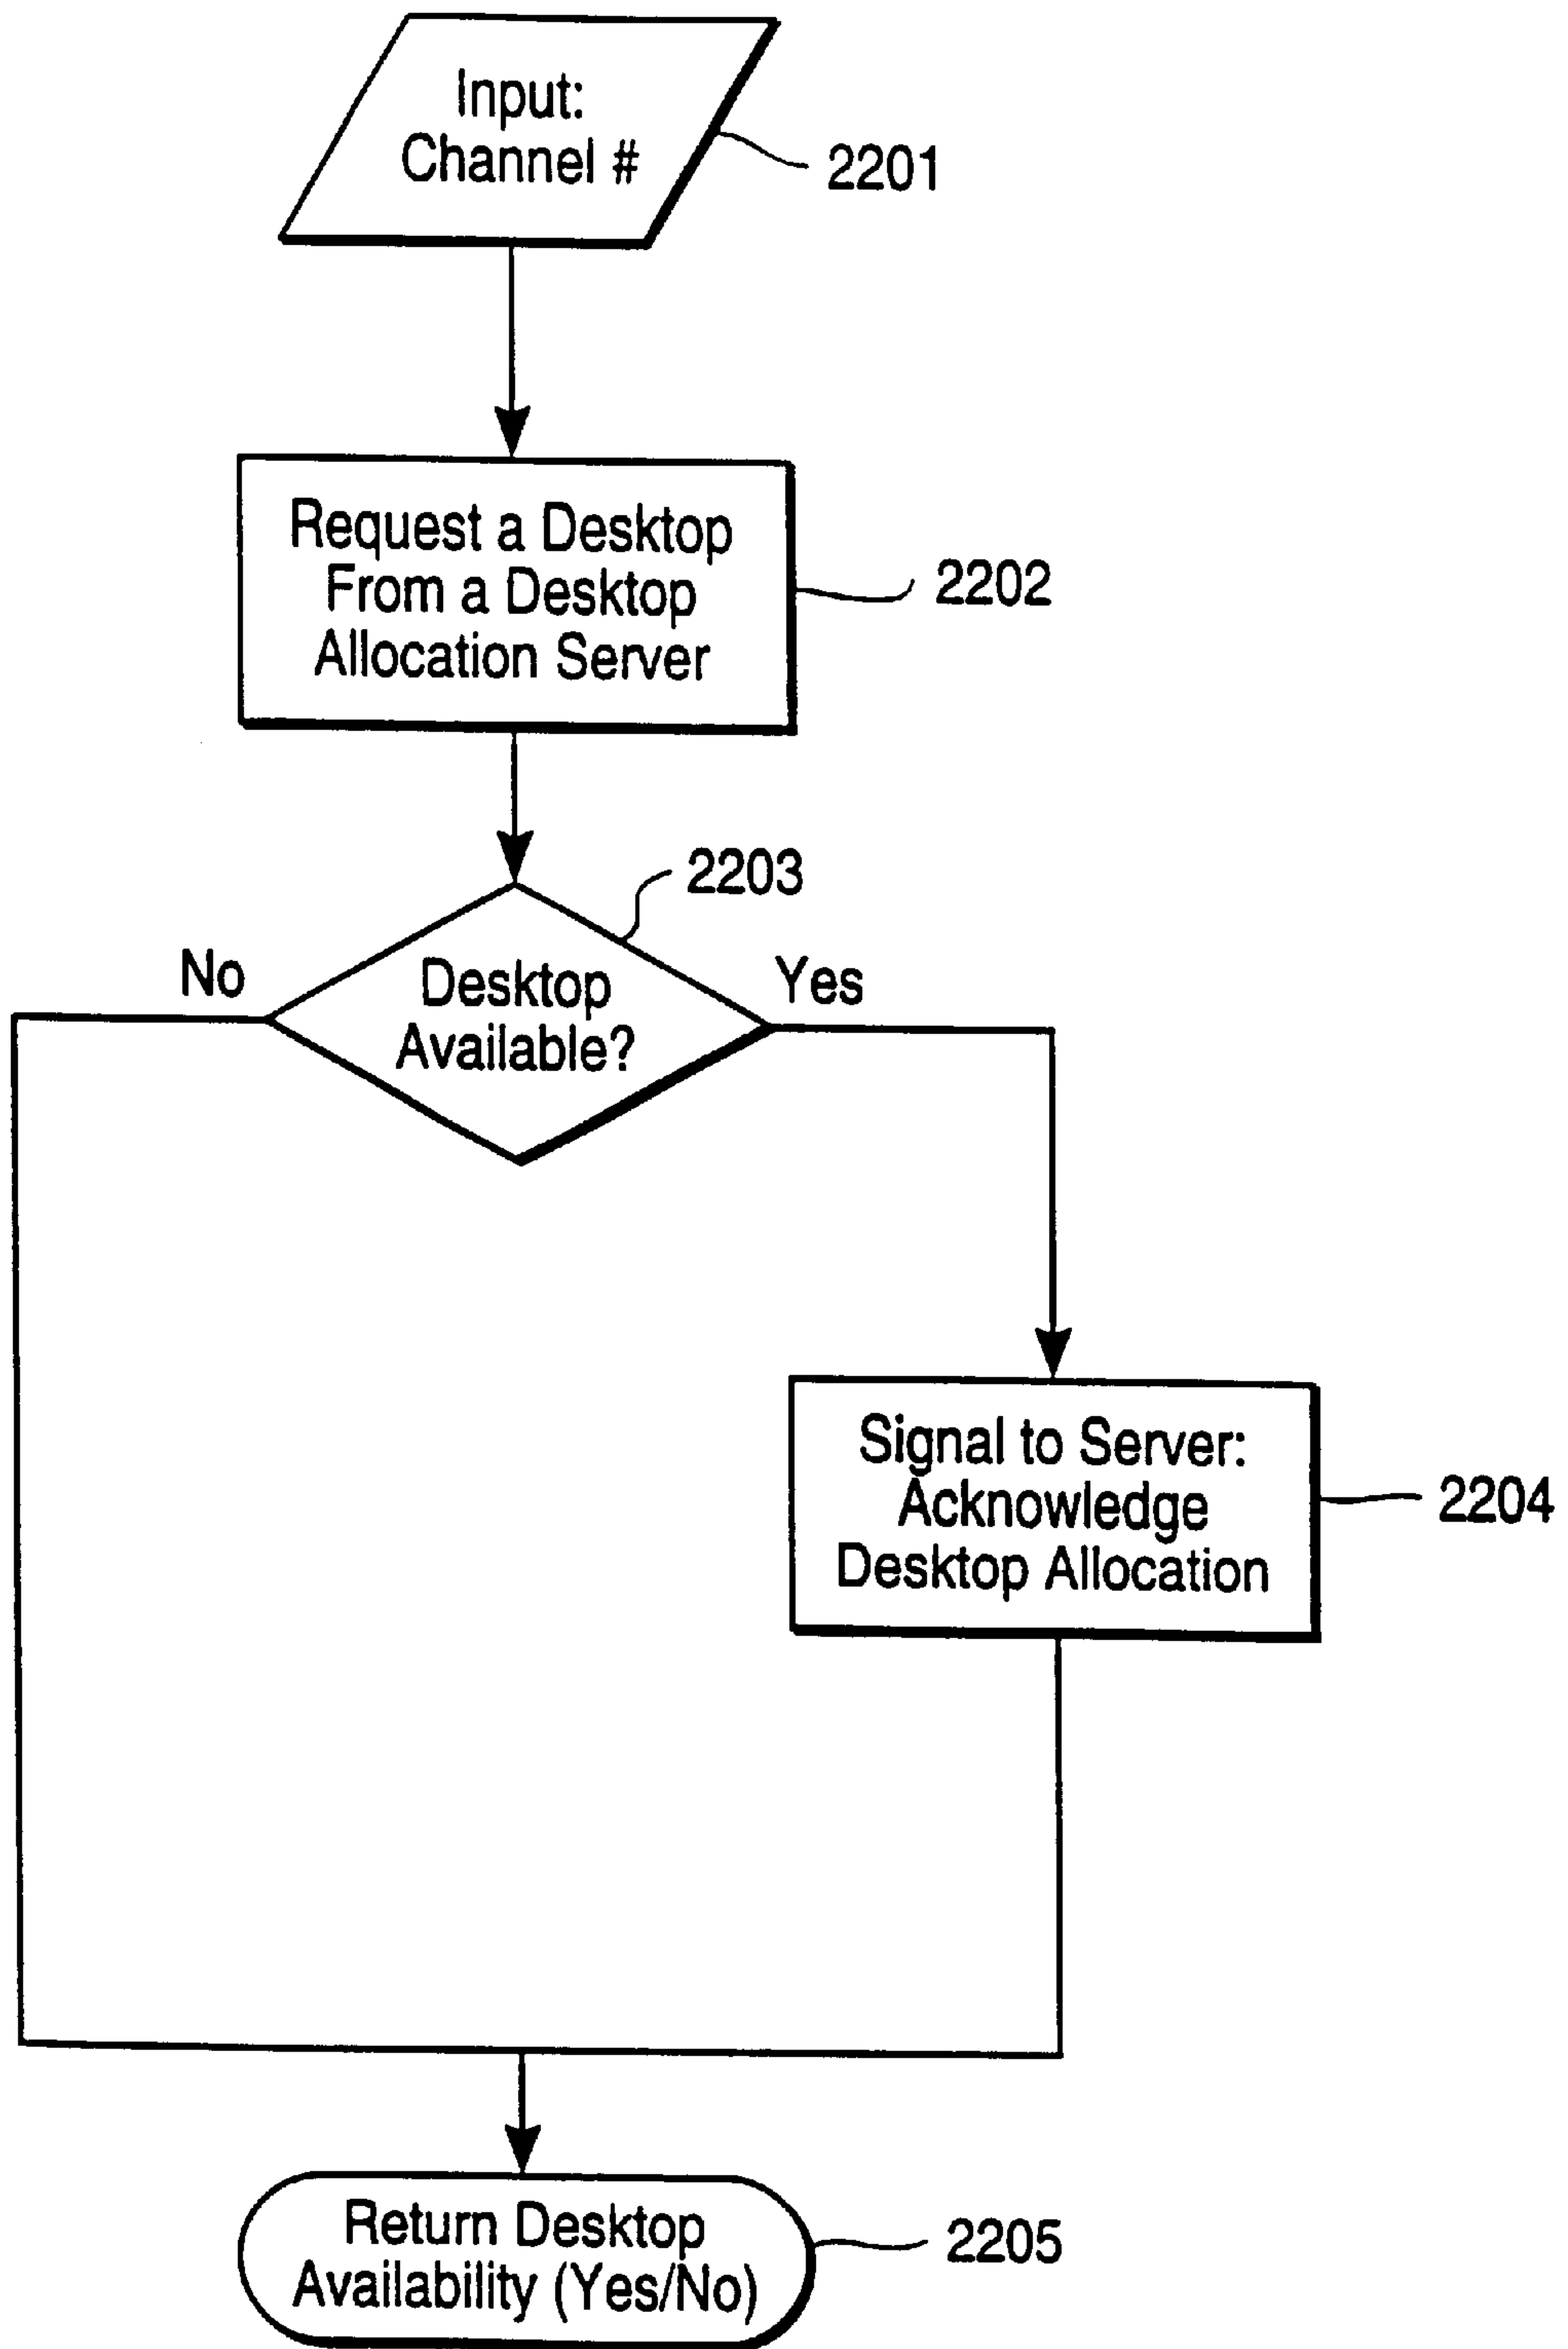 Input:
Channel #
2201
Request a Desktop
From a Desktop
Allocation Server
2202
2203
No
Desktop
Available?
Yes
Signal to Server:
Acknowledge
Desktop Allocation
2204
Return Desktop
Availability (Yes/No)
2205